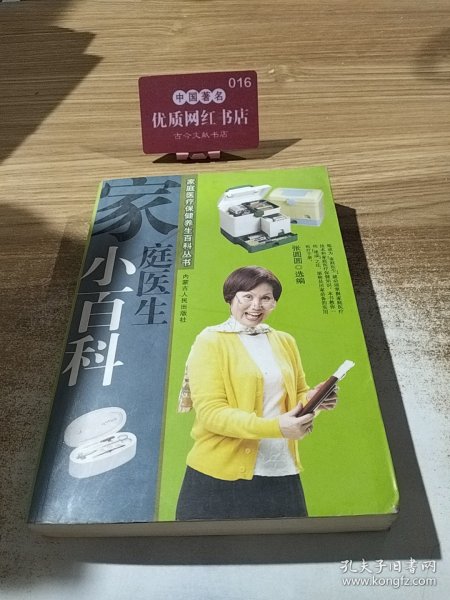 016
中国著名
优质网红书店
古今文献书店
家庭医疗保健养生百科丛书
家庭医生
小百科
内蒙古人民出版社
张圆圆◎选编
孔夫子旧书网
www.kongfz.com